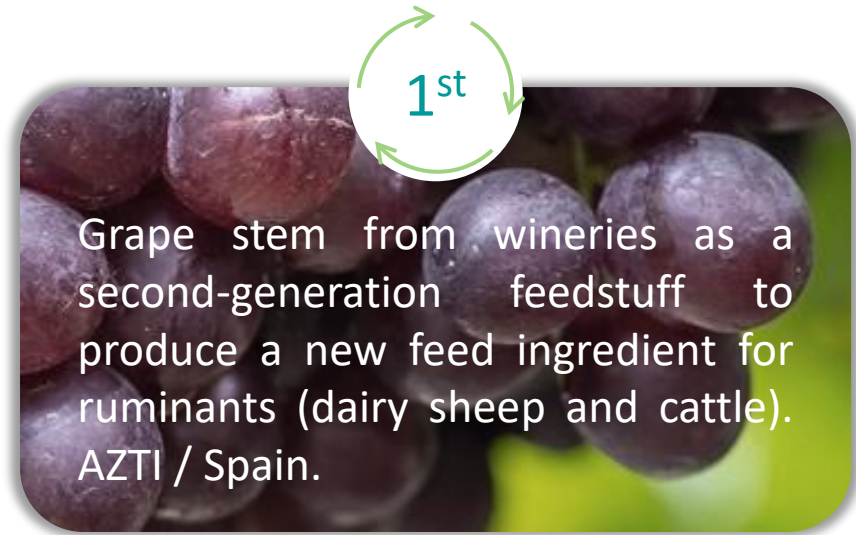 1st
Grape stem from wineries as a
second-generation feedstuff to
produce a new feed ingredient for
ruminants (dairy sheep and cattle).
AZTI / Spain.